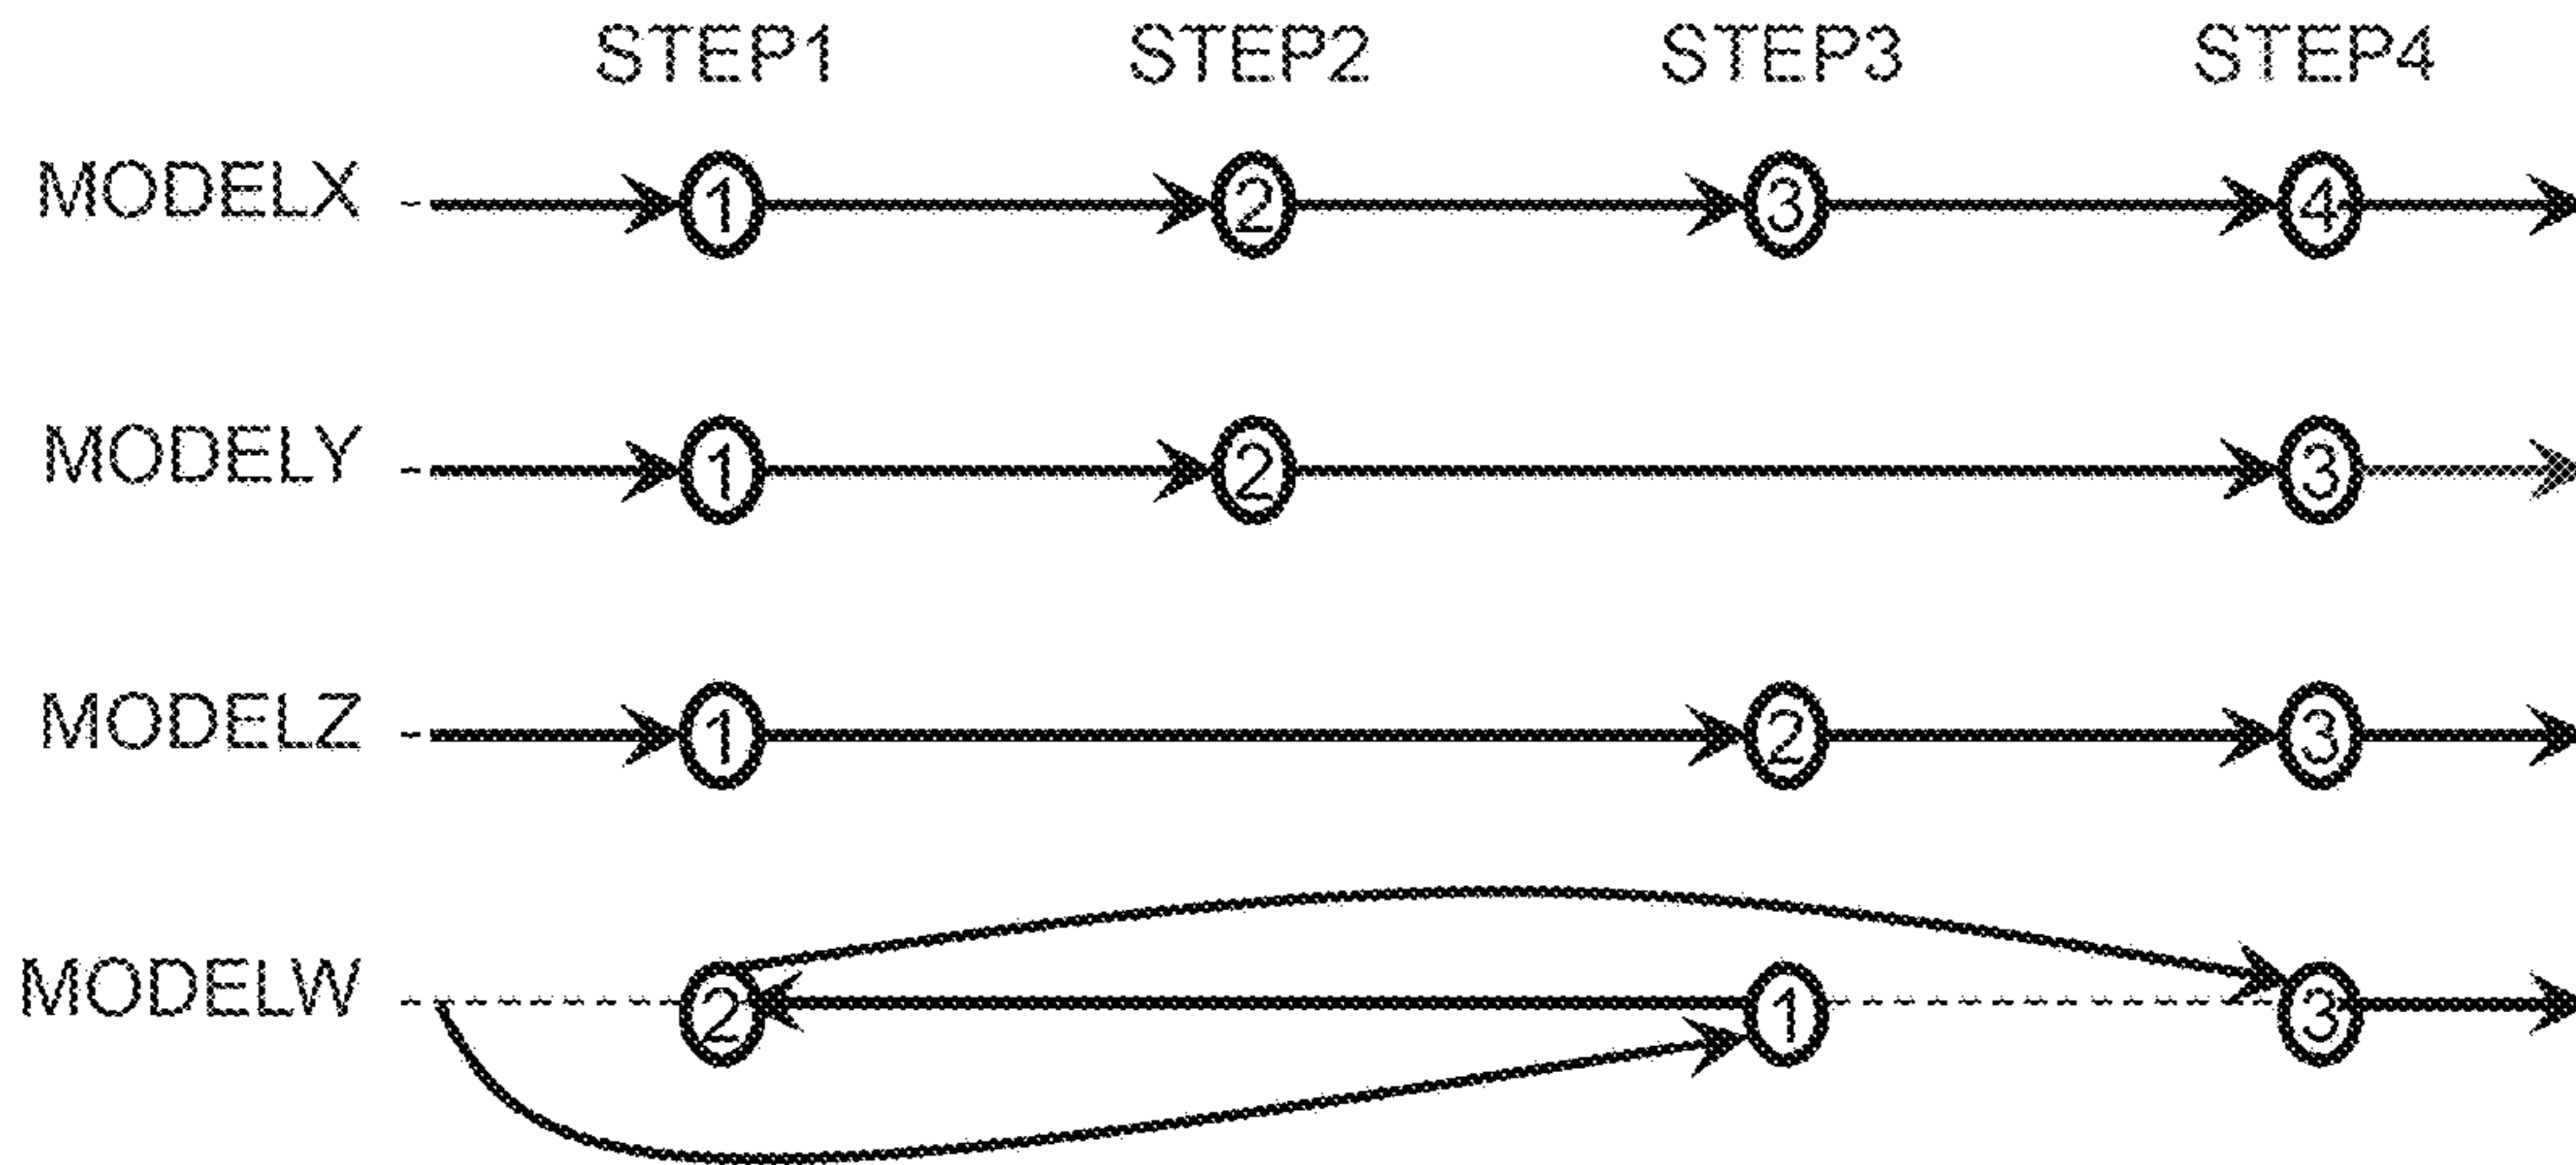 STEP1 STEP2 STEP3 STEP4
MODELX 1 2 3 4
MODELY 1 2 3
MODELZ 1 2 3
MODELW 2 1 3